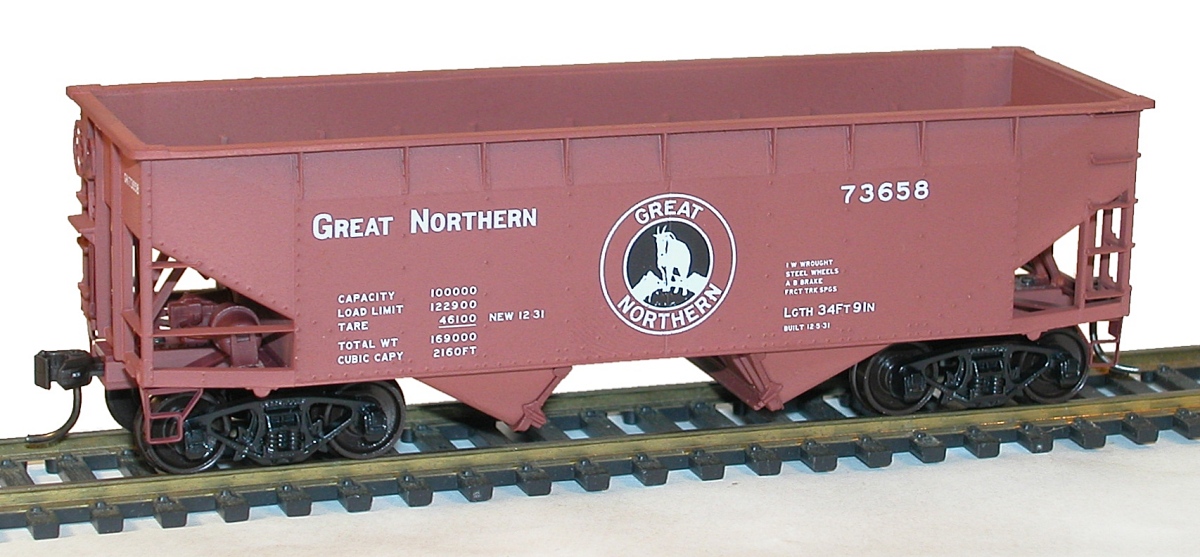 GREAT NORTHERN
73658
GREAT
NORTHERN
CAPACITY 100000
LOAD LIMIT 122900
TARE 46100 NEW 12 31
TOTAL WT 169000
CUBIC CAPY 2160FT
1 W WROUGHT
STEEL WHEELS
A B BRAKE
FRCT TRK SPGS
LGTH 34FT 9IN
BUILT 12 5-31